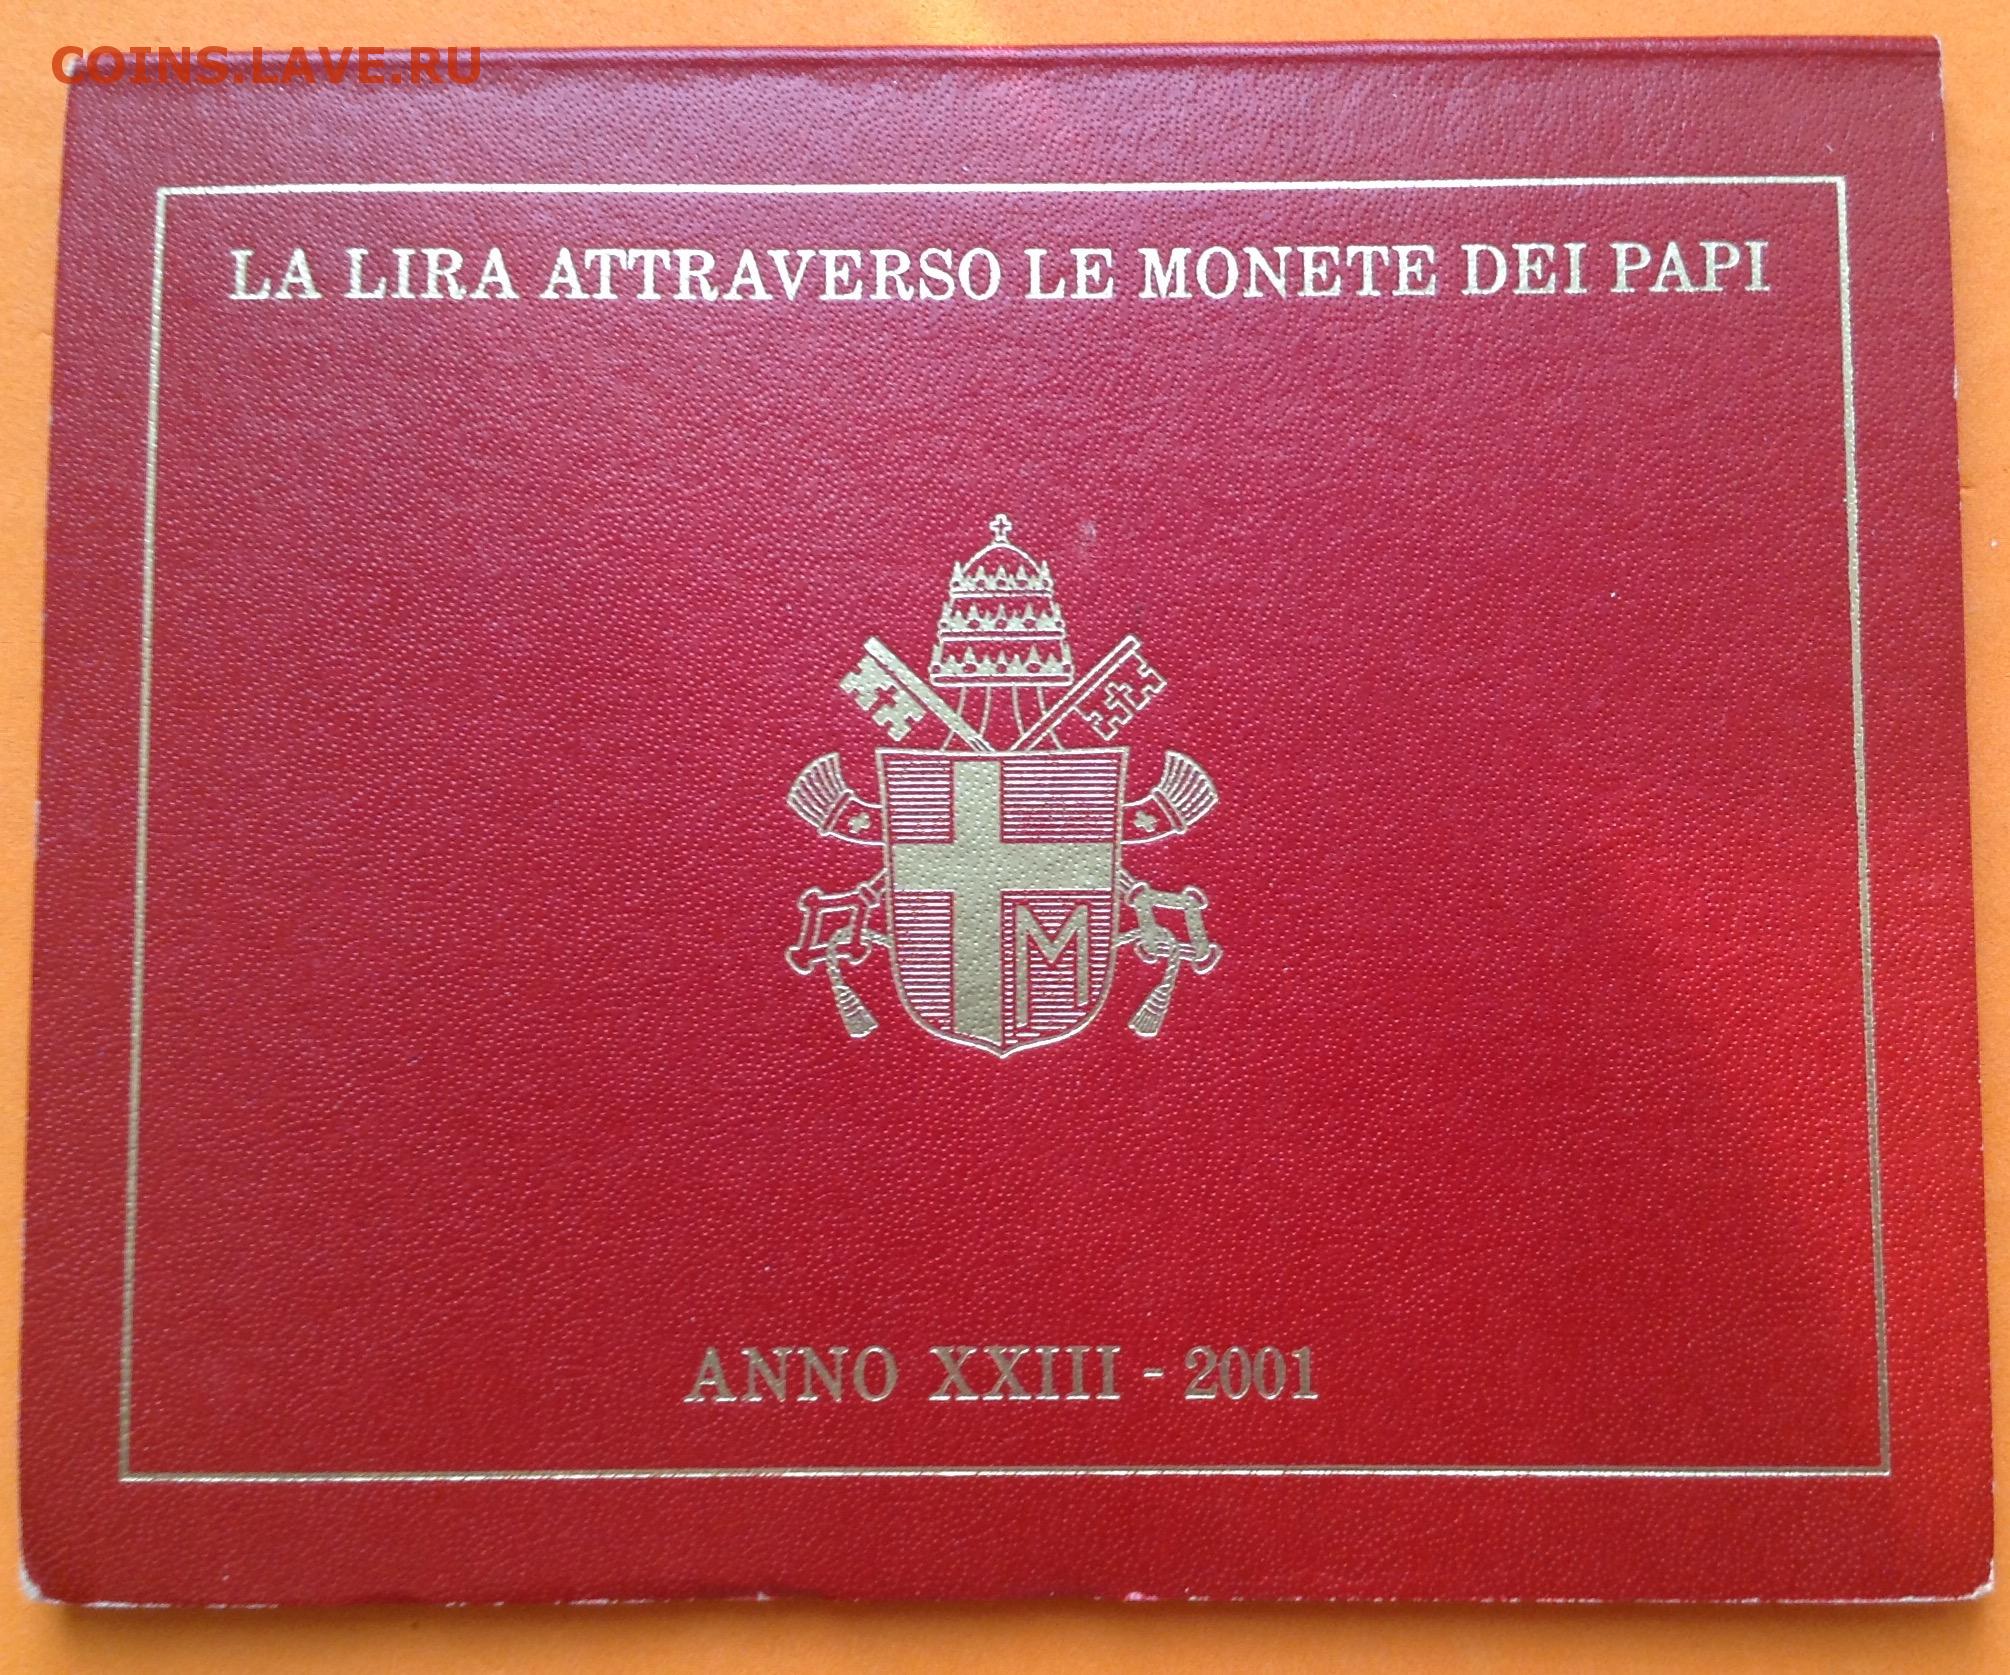 COINS.LAVE.RU
LA LIRA ATTRAVERSO LE MONETE DEI PAPI
M
ANNO XXIII - 2001